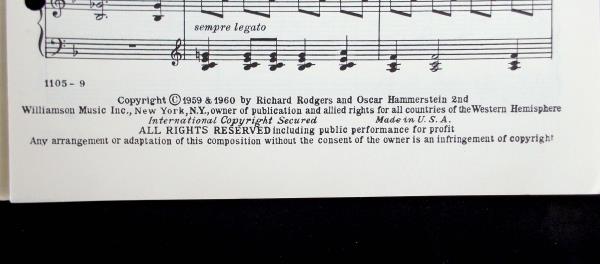 sempre legato
1105 - 9
Copyright © 1959 & 1960 by Richard Rodgers and Oscar Hammerstein 2nd
Williamson Music Inc., New York, N.Y., owner of publication and allied rights for all countries of the Western Hemisphere
International Copyright Secured Made in U. S. A.
ALL RIGHTS RESERVED including public performance for profit
Any arrangement or adaptation of this composition without the consent of the owner is an infringement of copyright